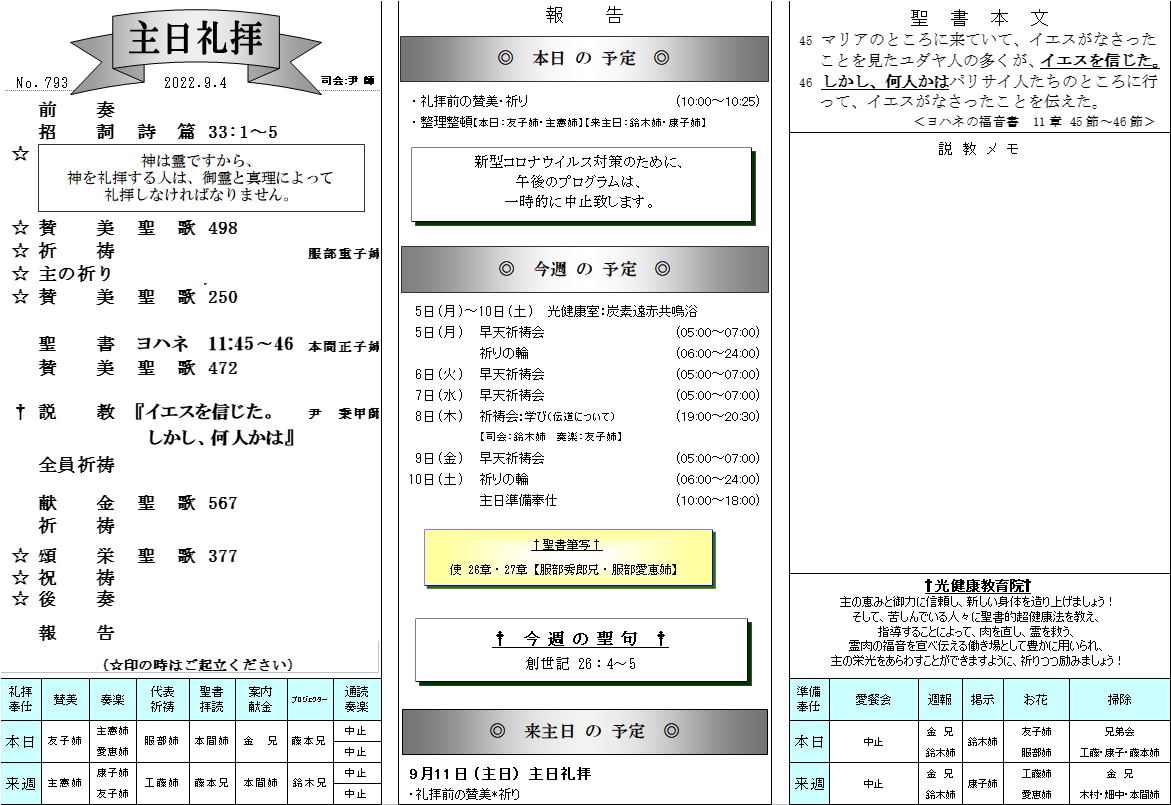 主日礼拝
No. 793
2022.9.4
司会:尹 師
前 奏
招 詞 詩 篇 33:1～5
☆
神は霊ですから、
神を礼拝する人は、御霊と真理によって
礼拝しなければなりません。
☆ 賛 美 聖 歌 498
☆ 祈 祷 服部重子姉
☆ 主の祈り
☆ 賛 美 聖 歌 250
聖 書 ヨハネ 11:45～46 本間正子姉
賛 美 聖 歌 472
† 説 教 『イエスを信じた。 尹 秉甲師
しかし、何人かは』
全員祈祷
献 金 聖 歌 567
祈 祷
☆ 頌 栄 聖 歌 377
☆ 祝 祷
☆ 後 奏
報 告
(☆印の時はご起立ください)
礼拝奉仕 賛美 奏楽 代表祈祷 聖書拝読 案内献金 プロジェクター 通読奏楽
本日 友子姉 主憲姉 愛恵姉 服部姉 本間姉 金 兄 藤本兄 中止 中止
来週 主憲姉 康子姉 友子姉 工藤姉 藤本兄 本間姉 鈴木兄 中止 中止
報 告
◎ 本日 の 予定 ◎
・礼拝前の賛美・祈り (10:00～10:25)
・整理整頓【本日:友子姉・主憲姉】【来主日:鈴木姉・康子姉】
新型コロナウイルス対策のために、
午後のプログラムは、
一時的に中止致します。
◎ 今週 の 予定 ◎
5日(月)～10日(土) 光健康室:炭素遠赤共鳴浴
5日(月) 早天祈祷会 (05:00～07:00)
祈りの輪 (06:00～24:00)
6日(火) 早天祈祷会 (05:00～07:00)
7日(水) 早天祈祷会 (05:00～07:00)
8日(木) 祈祷会:学び(伝道について) (19:00～20:30)
【司会:鈴木姉 奏楽:友子姉】
9日(金) 早天祈祷会 (05:00～07:00)
10日(土) 祈りの輪 (06:00～24:00)
主日準備奉仕 (10:00～18:00)
†聖書筆写†
使 26章・27章【服部秀郎兄・服部愛恵姉】
† 今 週 の 聖 句 †
創世記 26:4～5
◎ 来主日 の 予定 ◎
9月11日(主日) 主日礼拝
・礼拝前の賛美*祈り
聖 書 本 文
45 マリアのところに来ていて、イエスがなさった
ことを見たユダヤ人の多くが、イエスを信じた。
46 しかし、何人かはパリサイ人たちのところに行
って、イエスがなさったことを伝えた。
＜ヨハネの福音書 11章 45節～46節＞
説 教 メ モ
†光健康教育院†
主の恵みと御力に信頼し、新しい身体を造り上げましょう!
そして、苦しんでいる人々に聖書的超健康法を教え、
指導することによって、肉を直し、霊を救う、
霊肉の福音を宣べ伝える働き場として豊かに用いられ、
主の栄光をあらわすことができますように、祈りつつ励みましょう!
準備奉仕 愛餐会 週報 掲示 お花 掃除
本日 中止 金 兄 鈴木姉 鈴木姉 友子姉 服部姉 兄弟会 工藤・康子・藤本姉
来週 中止 金 兄 鈴木姉 康子姉 工藤姉 愛恵姉 金 兄 木村・畑中・本間姉